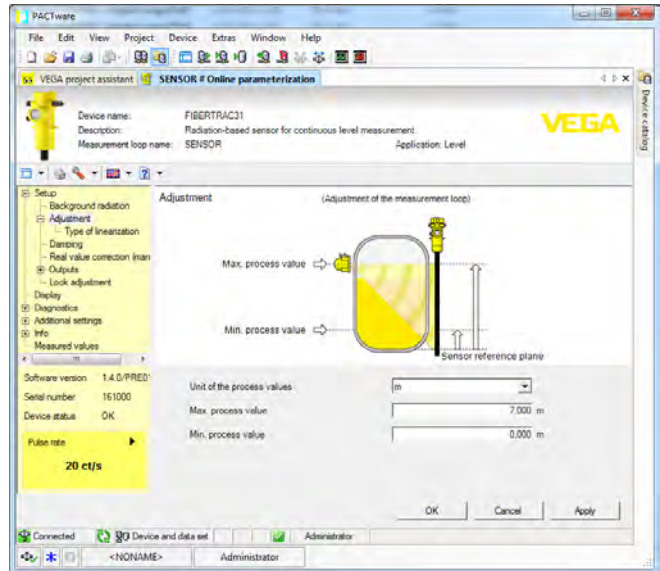 PACTware
File Edit View Project Device Extras Window Help
VEGA project assistant SENSOR # Online parameterization
Device catalog
Device name: FIBERTRAC31
Description: Radiation-based sensor for continuous level measurement
Measurement loop name: SENSOR Application: Level
VEGA
Setup
Background radiation
Adjustment
Type of linearization
Damping
Real value correction (man
Outputs
Lock adjustment
Display
Diagnostics
Additional settings
Info
Measured values
Software version 1.4.0/PRE0
Serial number 161000
Device status OK
Pulse rate
20 ct/s
Adjustment (Adjustment of the measurement loop)
Max. process value
Min. process value
Sensor reference plane
Unit of the process values m
Max. process value 7,000 m
Min. process value 0,000 m
OK Cancel Apply
Connected Device and data set Administrator
<NONAME> Administrator